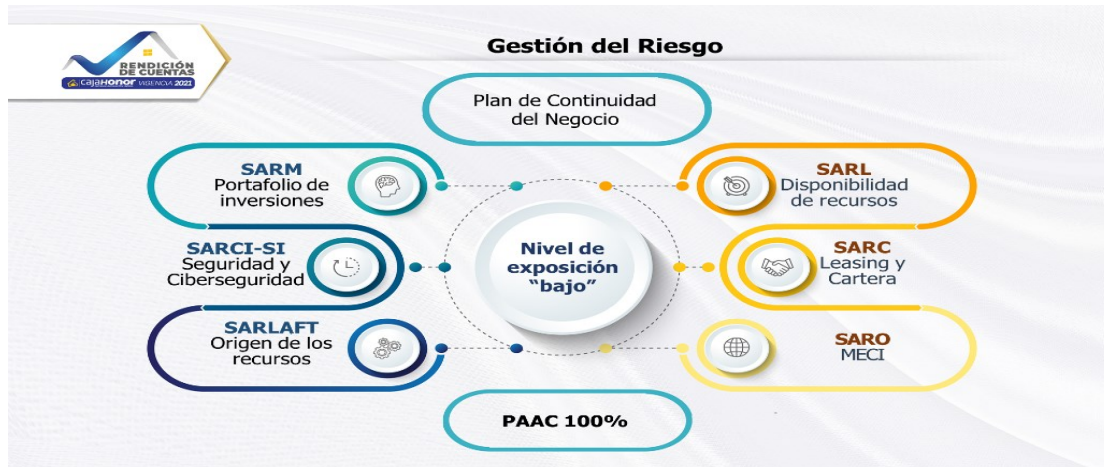 RENDICIÓN
DE CUENTAS
cajaHonor VIGENCIA 2021
Gestión del Riesgo
Plan de Continuidad
del Negocio
SARM
Portafolio de
inversiones
SARL
Disponibilidad
de recursos
SARCI-SI
Seguridad y
Ciberseguridad
Nivel de
exposición
“bajo”
SARC
Leasing y
Cartera
SARLAFT
Origen de los
recursos
SARO
MECI
PAAC 100%